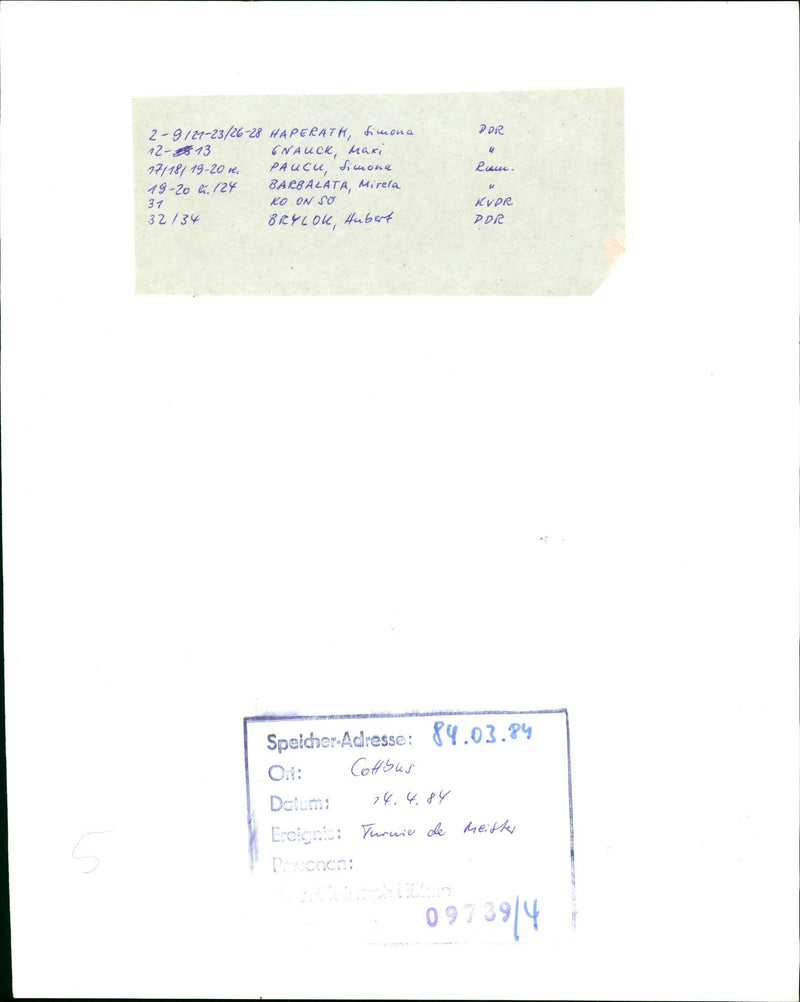 2-9/21-23/26-28 HAPERATH, Simona DDR
12- 13 GNAUCK, Maxi "
17/18/19-20 re. PAUCU, Simona Rum.
19-20 li./24 BARBALATA, Mirela "
31 KO ON SO KVDR
32/34 BRYLOK, Hubert DDR
Speicher-Adresse: 84.03.84
Ort: Cottbus
Datum: 14.4.84
Ereignis: Turnier de Meister
Personen:
09739/4
5